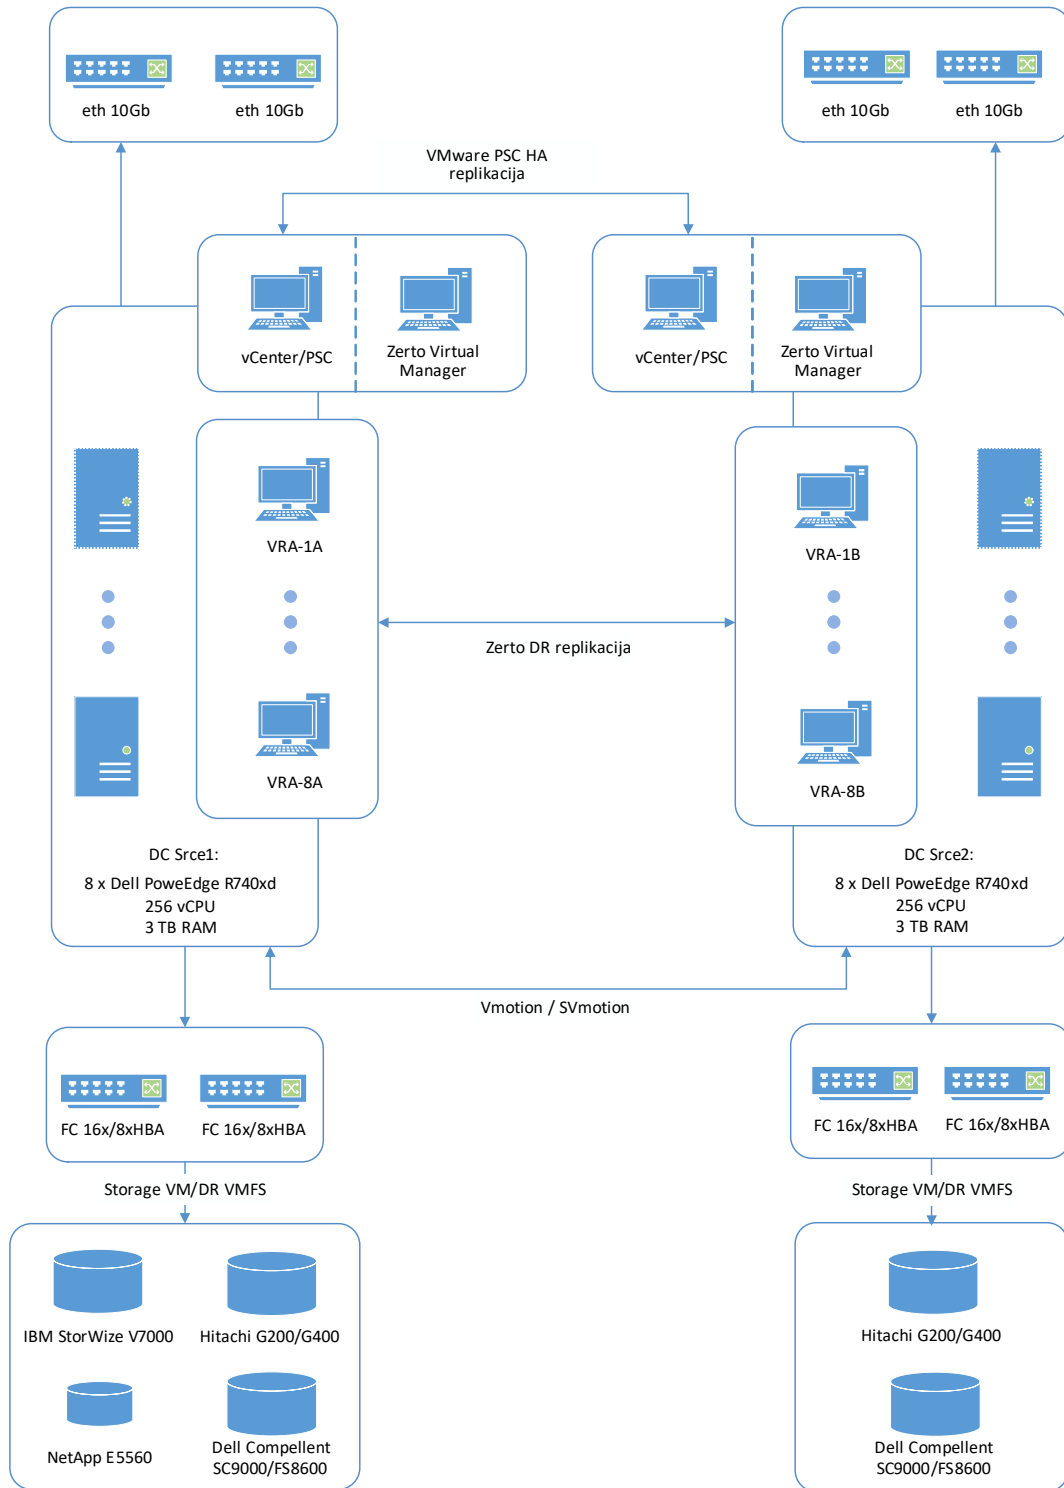 eth 10Gb
eth 10Gb
eth 10Gb
eth 10Gb
VMware PSC HA
replikacija
vCenter/PSC
Zerto Virtual
Manager
vCenter/PSC
Zerto Virtual
Manager
VRA-1A
VRA-1B
Zerto DR replikacija
VRA-8A
VRA-8B
DC Srce1:
8 x Dell PoweEdge R740xd
256 vCPU
3 TB RAM
DC Srce2:
8 x Dell PoweEdge R740xd
256 vCPU
3 TB RAM
Vmotion / SVmotion
FC 16x/8xHBA
FC 16x/8xHBA
FC 16x/8xHBA
FC 16x/8xHBA
Storage VM/DR VMFS
Storage VM/DR VMFS
IBM StorWize V7000
Hitachi G200/G400
Hitachi G200/G400
NetApp E5560
Dell Compellent
SC9000/FS8600
Dell Compellent
SC9000/FS8600